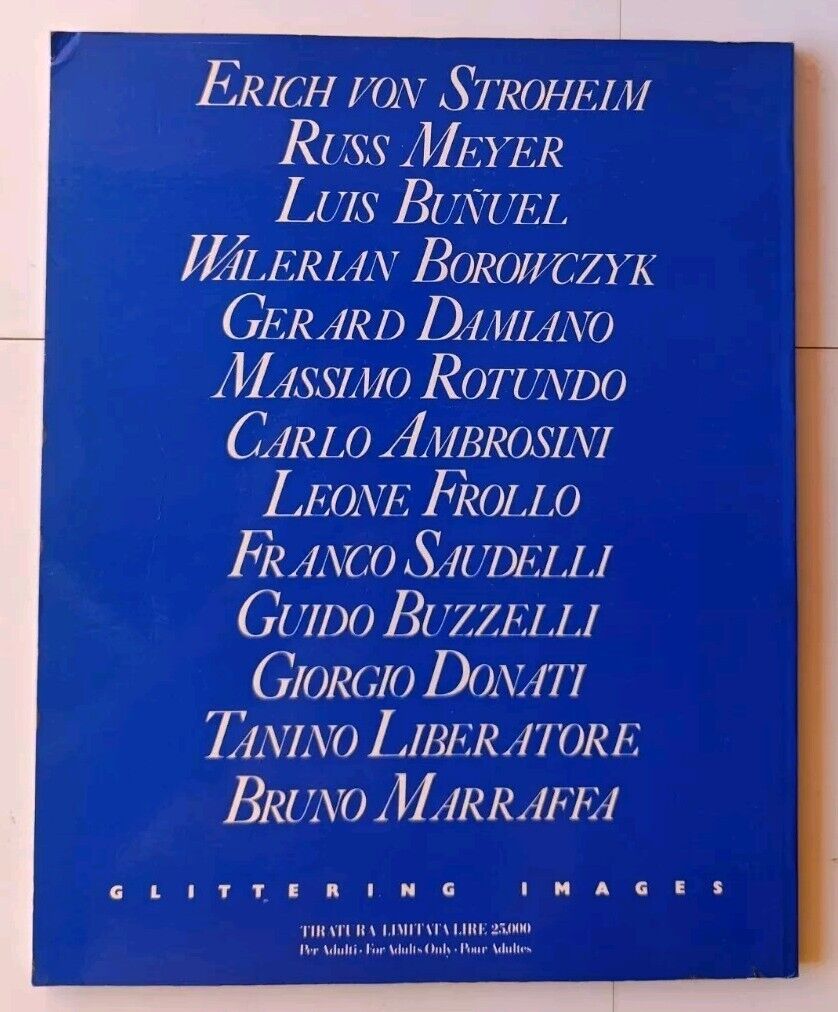 ERICH VON STROHEIM
RUSS MEYER
LUIS BUÑUEL
WALERIAN BOROWCZYK
GERARD DAMIANO
MASSIMO ROTUNDO
CARLO AMBROSINI
LEONE FROLLO
FRANCO SAUDELLI
GUIDO BUZZELLI
GIORGIO DONATI
TANINO LIBERATORE
BRUNO MARRAFFA
GLITTERING IMAGES
TIRATURA LIMITATA LIRE 25.000
Per Adulti · For Adults Only · Pour Adultes